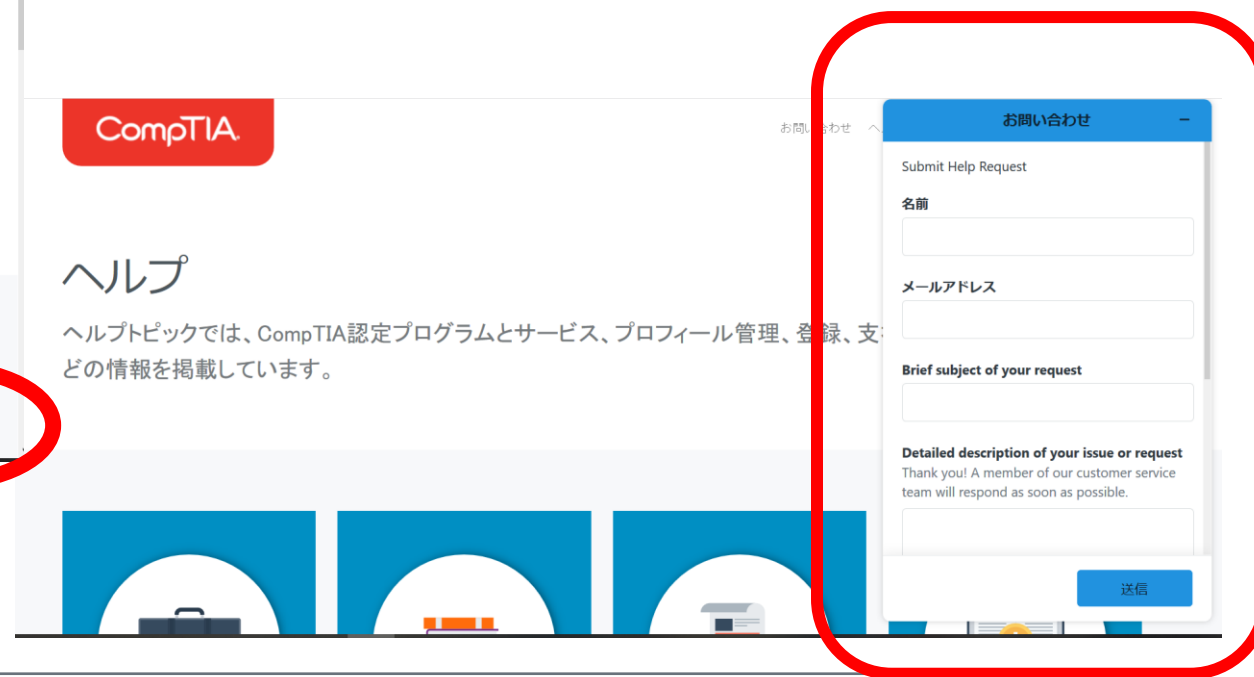 CompTIA.
お問い合わせ ヘ
ヘルプ
ヘルプトピックでは、CompTIA認定プログラムとサービス、プロフィール管理、登録、支
どの情報を掲載しています。
お問い合わせ
Submit Help Request
名前
メールアドレス
Brief subject of your request
Detailed description of your issue or request
Thank you! A member of our customer service
team will respond as soon as possible.
送信